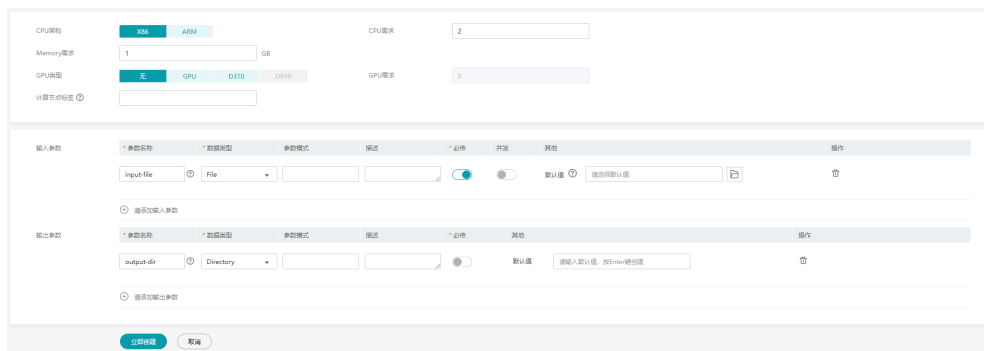 CPU架构 X86 ARM CPU需求 2
Memory需求 1 GB
GPU类型 无 GPU D310 D910 GPU需求 0
计算节点标签
输入参数 * 参数名称 * 数据类型 参数模式 描述 * 必传 并发 其他 操作
input-file File 默认值 请选择默认值
请添加输入参数
输出参数 * 参数名称 * 数据类型 参数模式 描述 * 必传 其他 操作
output-dir Directory 默认值 请输入默认值，按Enter键创建
请添加输出参数
立即创建 取消